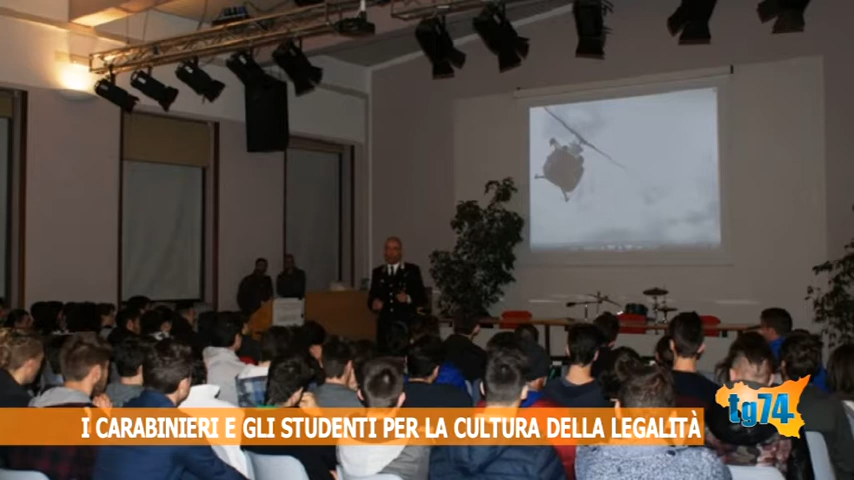 tg74
I CARABINIERI E GLI STUDENTI PER LA CULTURA DELLA LEGALITÀ